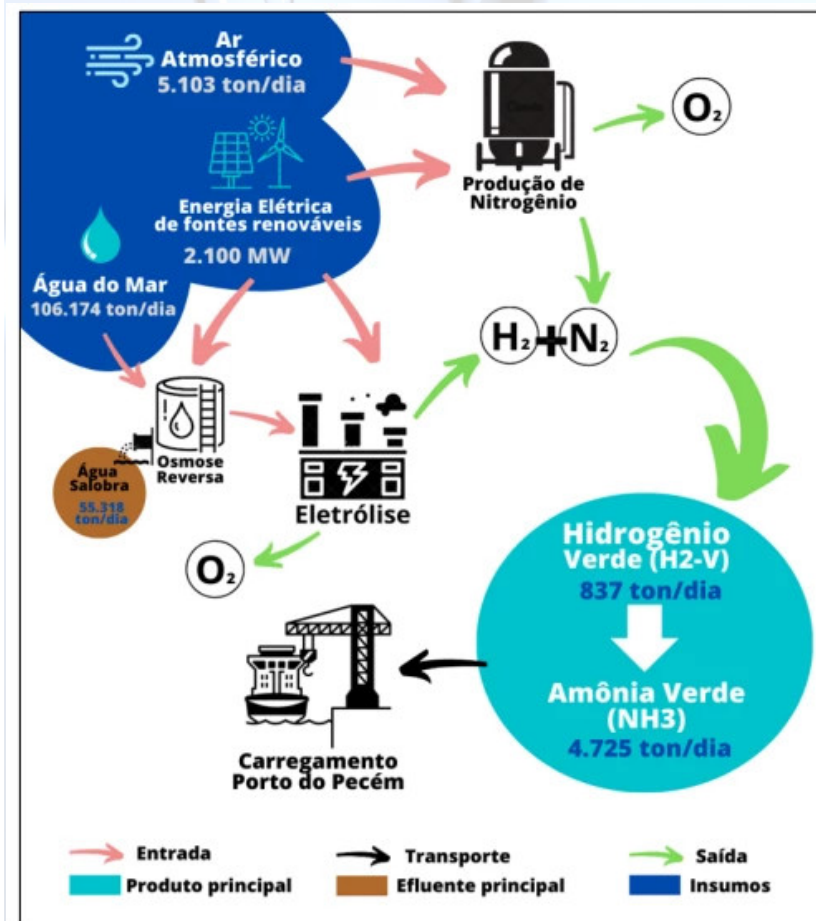 Ar
Atmosférico
5.103 ton/dia
O₂
Produção de
Nitrogênio
Energia Elétrica
de fontes renováveis
2.100 MW
Água do Mar
106.174 ton/dia
H₂+N₂
Osmose
Reversa
Água
Salobra
55.318
ton/dia
Eletrólise
O₂
Hidrogênio
Verde (H2-V)
837 ton/dia
Amônia Verde
(NH3)
4.725 ton/dia
Carregamento
Porto do Pecém
Entrada
Transporte
Saída
Produto principal
Efluente principal
Insumos